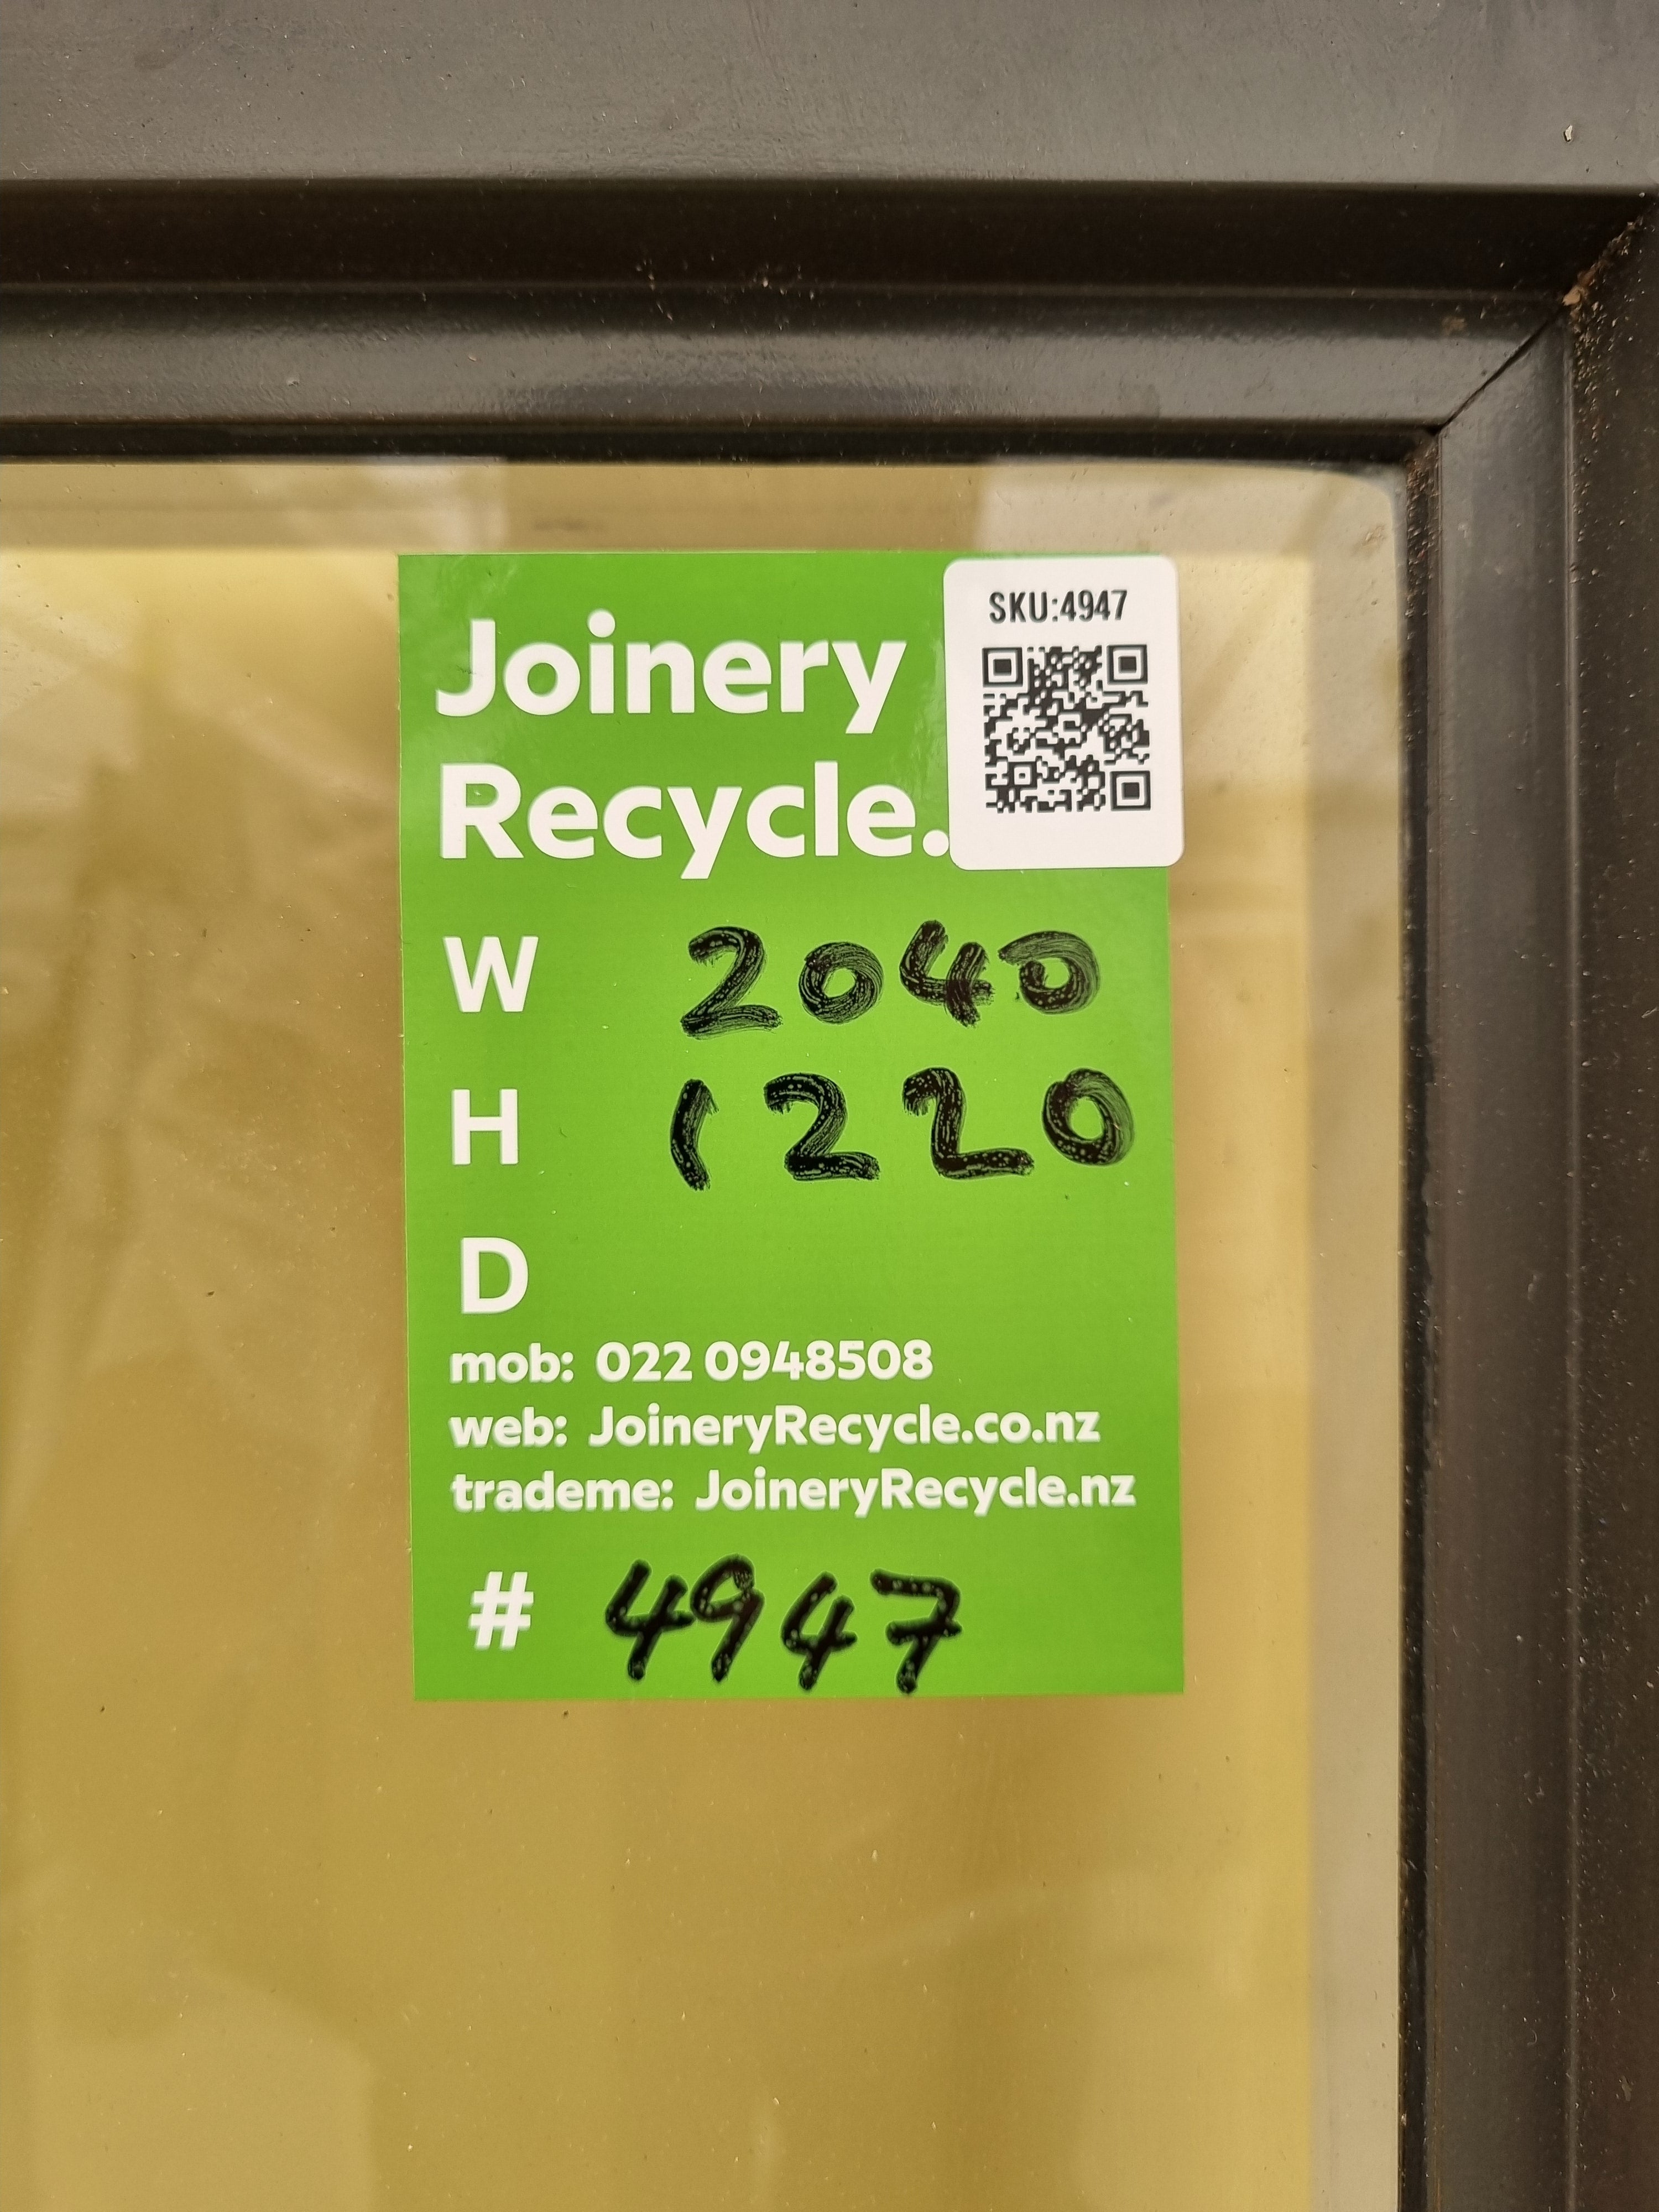 Joinery
Recycle.
SKU:4947
W 2040
H 1220
D
mob: 022 0948508
web: JoineryRecycle.co.nz
trademe: JoineryRecycle.nz
# 4947